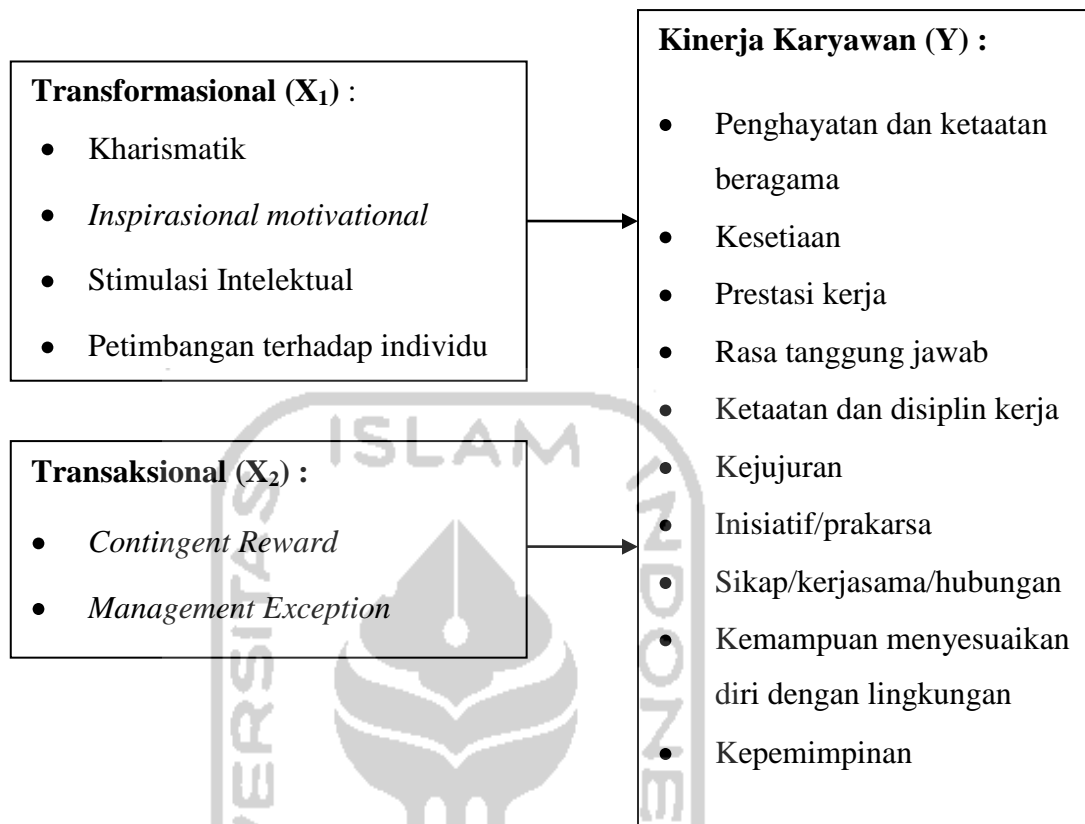 Transformasional (X₁) :
• Kharismatik
• Inspirasional motivational
• Stimulasi Intelektual
• Petimbangan terhadap individu
Transaksional (X₂) :
• Contingent Reward
• Management Exception
Kinerja Karyawan (Y) :
• Penghayatan dan ketaatan
beragama
• Kesetiaan
• Prestasi kerja
• Rasa tanggung jawab
• Ketaatan dan disiplin kerja
• Kejujuran
• Inisiatif/prakarsa
• Sikap/kerjasama/hubungan
• Kemampuan menyesuaikan
diri dengan lingkungan
• Kepemimpinan
ISLAM